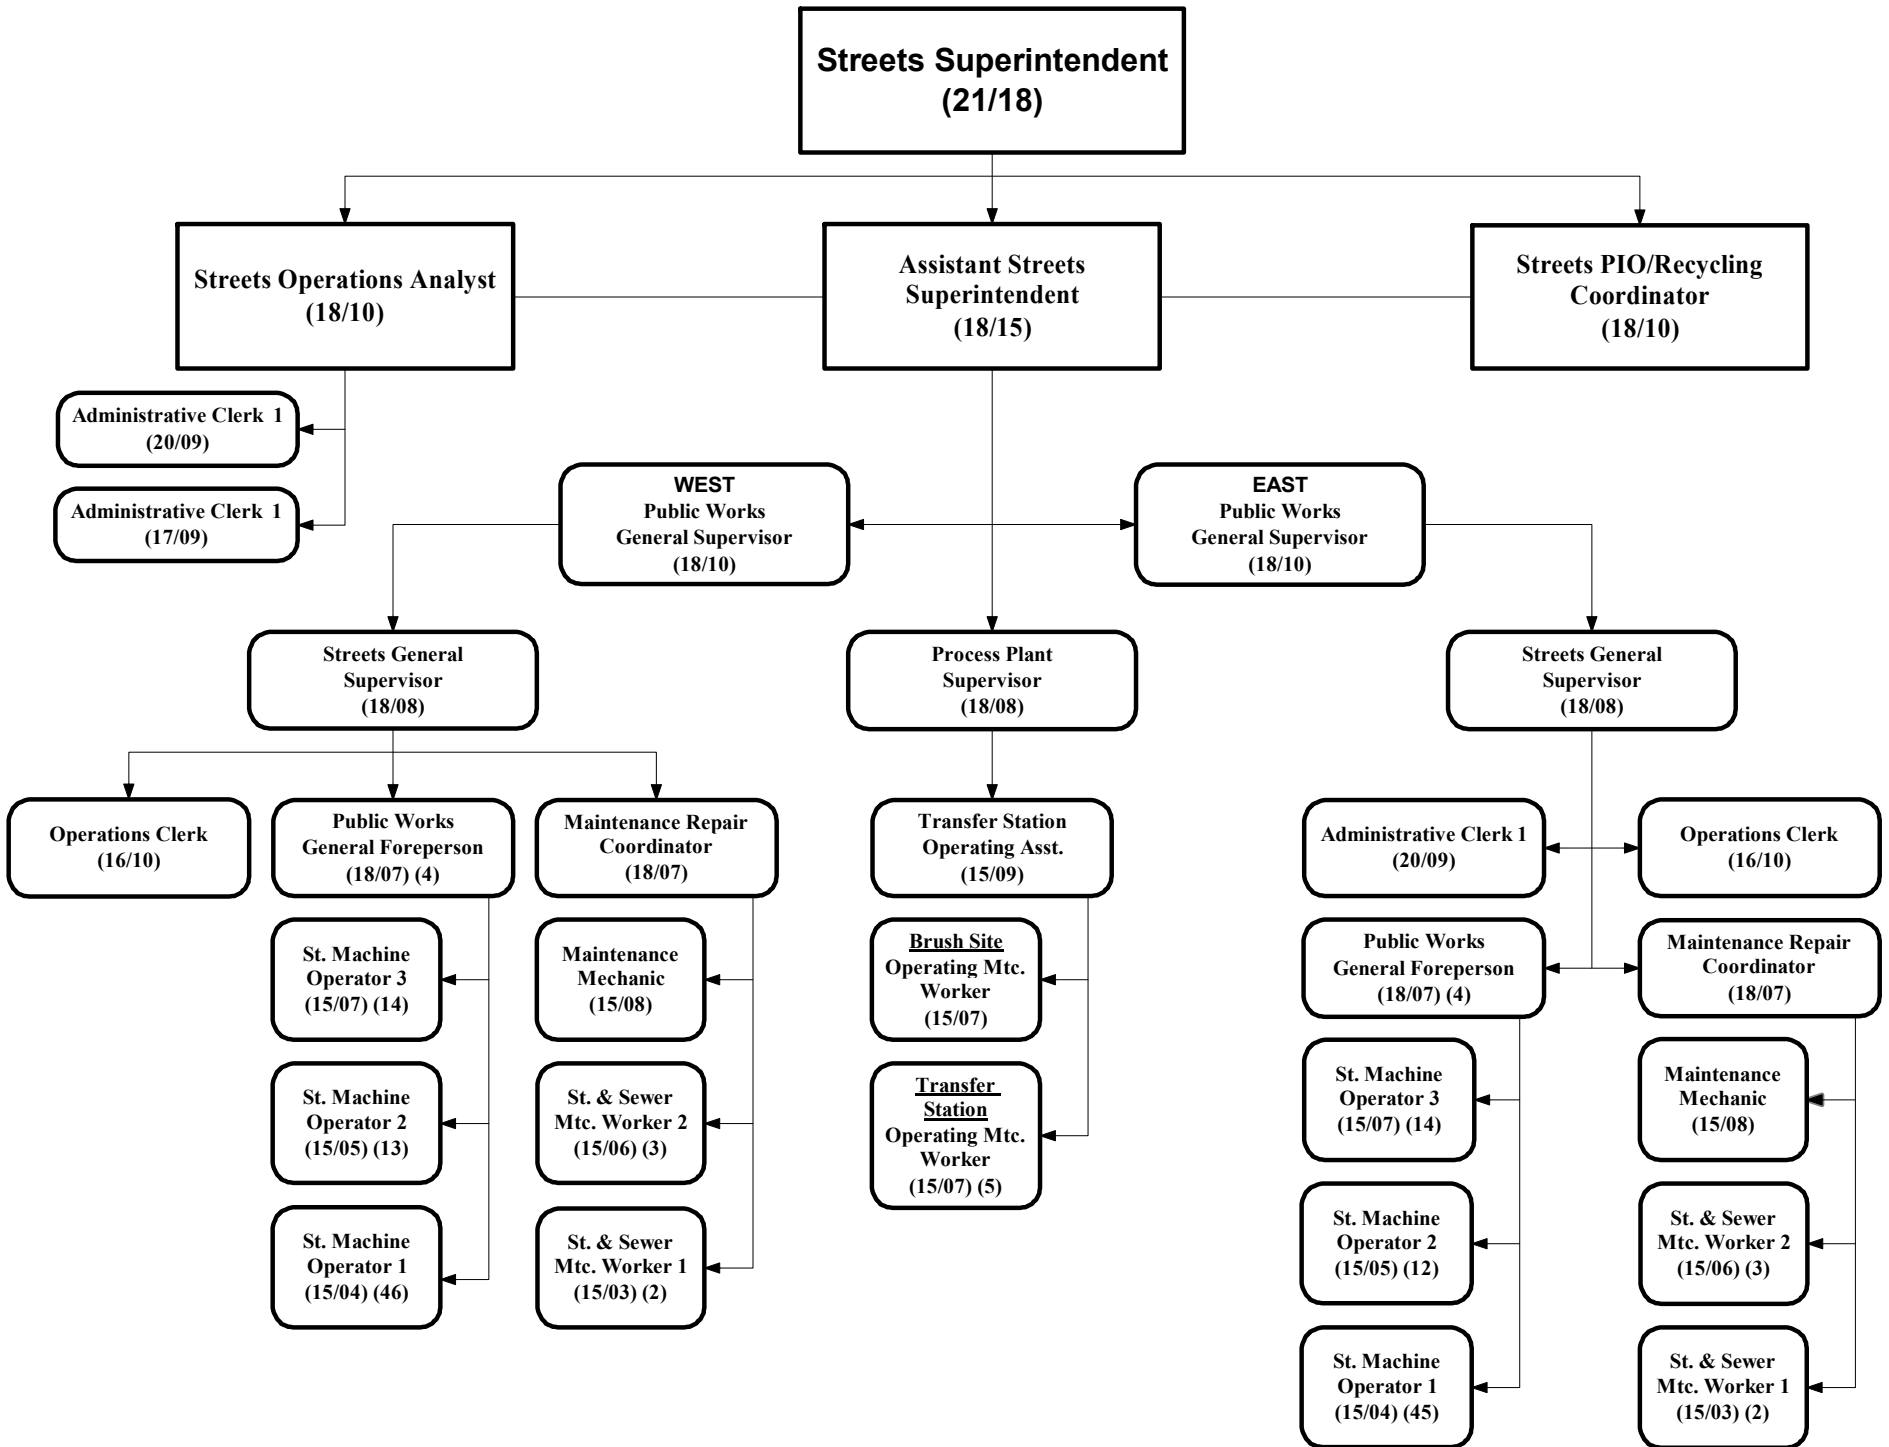 Streets Superintendent
(21/18)
Streets Operations Analyst
(18/10)
Assistant Streets
Superintendent
(18/15)
Streets PIO/Recycling
Coordinator
(18/10)
Administrative Clerk 1
(20/09)
Administrative Clerk 1
(17/09)
WEST
Public Works
General Supervisor
(18/10)
EAST
Public Works
General Supervisor
(18/10)
Streets General
Supervisor
(18/08)
Process Plant
Supervisor
(18/08)
Streets General
Supervisor
(18/08)
Operations Clerk
(16/10)
Public Works
General Foreperson
(18/07) (4)
Maintenance Repair
Coordinator
(18/07)
Transfer Station
Operating Asst.
(15/09)
Administrative Clerk 1
(20/09)
Operations Clerk
(16/10)
St. Machine
Operator 3
(15/07) (14)
Maintenance
Mechanic
(15/08)
Brush Site
Operating Mtc.
Worker
(15/07)
Public Works
General Foreperson
(18/07) (4)
Maintenance Repair
Coordinator
(18/07)
St. Machine
Operator 2
(15/05) (13)
St. & Sewer
Mtc. Worker 2
(15/06) (3)
Transfer
Station
Operating Mtc.
Worker
(15/07) (5)
St. Machine
Operator 3
(15/07) (14)
Maintenance
Mechanic
(15/08)
St. Machine
Operator 1
(15/04) (46)
St. & Sewer
Mtc. Worker 1
(15/03) (2)
St. Machine
Operator 2
(15/05) (12)
St. & Sewer
Mtc. Worker 2
(15/06) (3)
St. Machine
Operator 1
(15/04) (45)
St. & Sewer
Mtc. Worker 1
(15/03) (2)